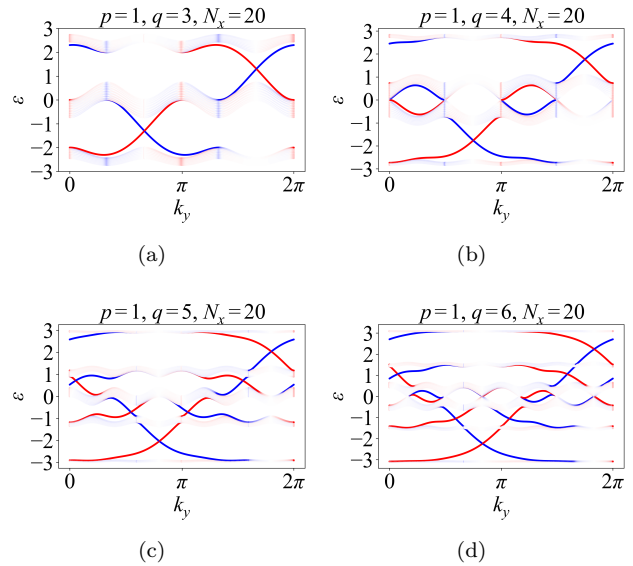 p=1, q=3, N_x=20
3
2
1
0
−1
−2
ε
0
π
2π
k_y
(a)
p=1, q=4, N_x=20
3
2
1
0
−1
−2
−3
ε
0
π
2π
k_y
(b)
p=1, q=5, N_x=20
3
2
1
0
−1
−2
−3
ε
0
π
2π
k_y
(c)
p=1, q=6, N_x=20
3
2
1
0
−1
−2
−3
ε
0
π
2π
k_y
(d)